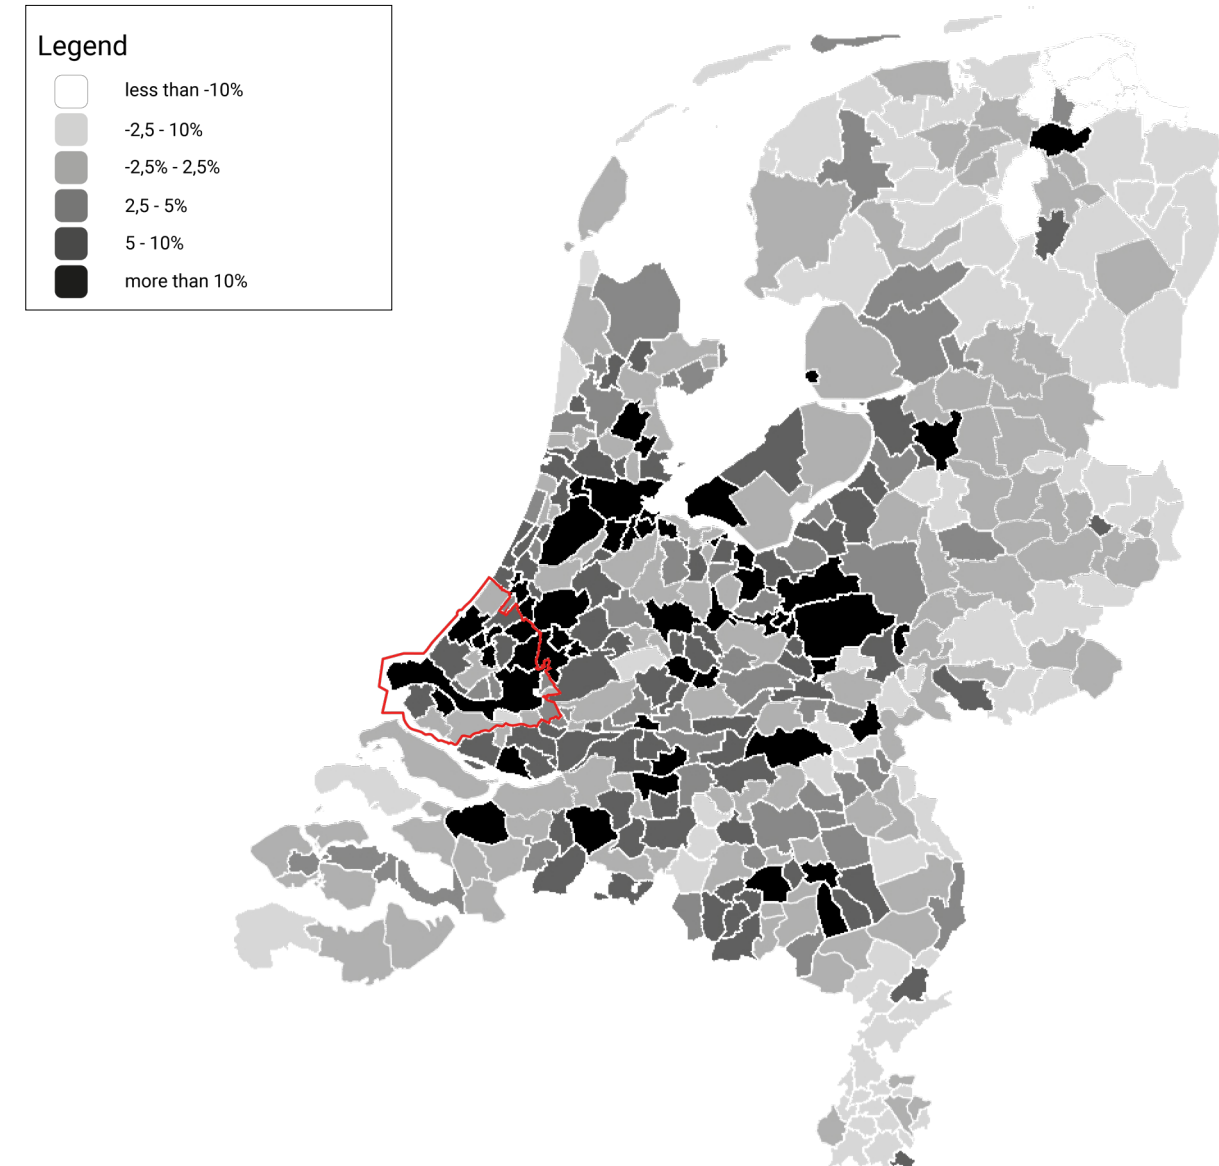 Legend
less than -10%
-2,5 - 10%
-2,5% - 2,5%
2,5 - 5%
5 - 10%
more than 10%